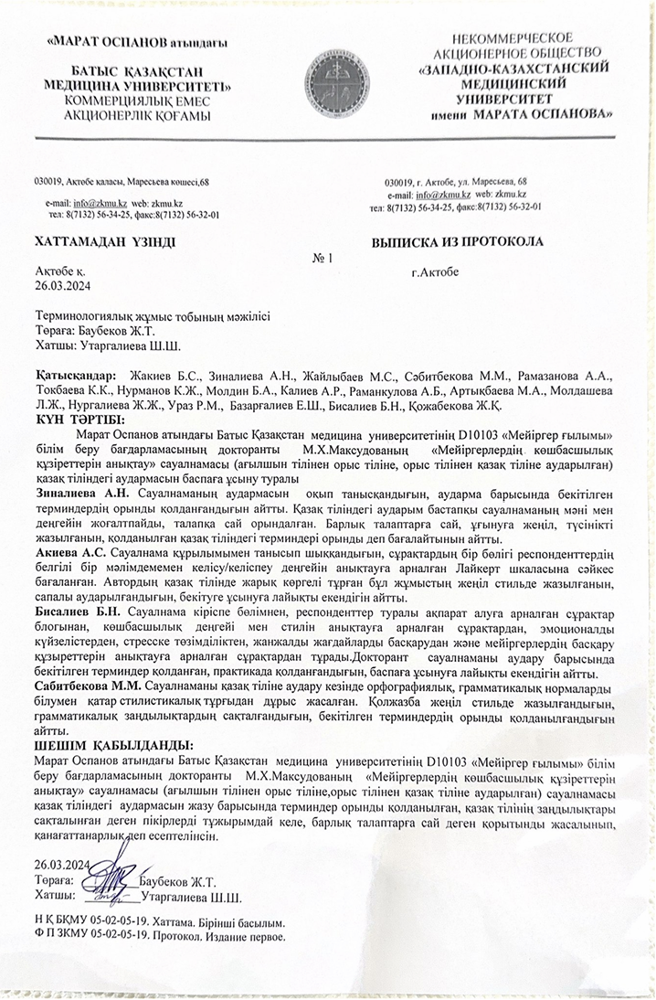 «МАРАТ ОСПАНОВ атындағы
БАТЫС ҚАЗАҚСТАН
МЕДИЦИНА УНИВЕРСИТЕТІ»
КОММЕРЦИЯЛЫҚ ЕМЕС
АКЦИОНЕРЛІК ҚОҒАМЫ
НЕКОММЕРЧЕСКОЕ
АКЦИОНЕРНОЕ ОБЩЕСТВО
«ЗАПАДНО-КАЗАХСТАНСКИЙ
МЕДИЦИНСКИЙ
УНИВЕРСИТЕТ
имени МАРАТА ОСПАНОВА»
030019, Ақтөбе қаласы, Маресьева көшесі,68
e-mail: info@zkmu.kz web: zkmu.kz
тел: 8(7132) 56-34-25, факс:8(7132) 56-32-01
030019, г. Актобе, ул. Маресьева, 68
e-mail: info@zkmu.kz web: zkmu.kz
тел: 8(7132) 56-34-25, факс:8(7132) 56-32-01
ХАТТАМАДАН ҮЗІНДІ
ВЫПИСКА ИЗ ПРОТОКОЛА
№ 1
Ақтөбе қ.
г.Актобе
26.03.2024
Терминологиялық жұмыс тобының мәжілісі
Төраға: Баубеков Ж.Т.
Хатшы: Утаргалиева Ш.Ш.
Қатысқандар: Жакиев Б.С., Зиналиева А.Н., Жайлыбаев М.С., Сәбитбекова М.М., Рамазанова А.А.,
Токбаева К.К., Нурманов К.Ж., Молдин Б.А., Калиев А.Р., Раманкулова А.Б., Артықбаева М.А., Молдашева
Л.Ж., Нургалиева Ж.Ж., Ураз Р.М., Базарғалиев Е.Ш., Бисалиев Б.Н., Қожабекова Ж.Қ.
КҮН ТӘРТІБІ:
Марат Оспанов атындағы Батыс Қазақстан медицина университетінің D10103 «Мейіргер ғылымы»
білім беру бағдарламасының докторанты М.Х.Максудованың «Мейіргерлердің көшбасшылық
құзіреттерін анықтау» сауалнамасы (ағылшын тілінен орыс тіліне, орыс тілінен қазақ тіліне аударылған)
қазақ тіліндегі аудармасын баспаға ұсыну туралы
Зиналиева А.Н. Сауалнаманың аудармасын оқып танысқандығын, аударма барысында бекітілген
терминдердің орынды қолданғандығын айтты. Қазақ тіліндегі аударым бастапқы сауалнаманың мәні мен
деңгейін жоғалтпайды, талапқа сай орындалған. Барлық талаптарға сай, ұғынуға жеңіл, түсінікті
жазылғанын, қолданылған қазақ тіліндегі терминдері орынды деп бағалайтынын айтты.
Акиева А.С. Сауалнама құрылымымен танысып шыққандығын, сұрақтардың бір бөлігі респонденттердің
белгілі бір мәлімдемемен келісу/келіспеу деңгейін анықтауға арналған Лайкерт шкаласына сәйкес
бағаланған. Автордың қазақ тілінде жарық көргелі тұрған бұл жұмыстың жеңіл стильде жазылғанын,
сапалы аударылғандығын, бекітуге ұсынуға лайықты екендігін айтты.
Бисалиев Б.Н. Сауалнама кіріспе бөлімнен, респонденттер туралы ақпарат алуға арналған сұрақтар
блогынан, көшбасшылық деңгейі мен стилін анықтауға арналған сұрақтардан, эмоционалды
күйзелістерден, стресске төзімділіктен, жанжалды жағдайларды басқарудан және мейіргерлердің басқару
құзыреттерін анықтауға арналған сұрақтардан тұрады.Докторант сауалнаманы аудару барысында
бекітілген терминдер қолданған, практикада қолданғандығын, баспаға ұсынуға лайықты екендігін айтты.
Сабитбекова М.М. Сауалнаманы қазақ тіліне аудару кезінде орфографиялық, грамматикалық нормаларды
білумен қатар стилистикалық тұрғыдан дұрыс жасалған. Қолжазба жеңіл стильде жазылғандығын,
грамматикалық заңдылықтардың сақталғандығын, бекітілген терминдердің орынды қолданылғандығын
айтты.
ШЕШІМ ҚАБЫЛДАНДЫ:
Марат Оспанов атындағы Батыс Қазақстан медицина университетінің D10103 «Мейіргер ғылымы» білім
беру бағдарламасының докторанты М.Х.Максудованың «Мейіргерлердің көшбасшылық құзіреттерін
анықтау» сауалнамасы (ағылшын тілінен орыс тіліне,орыс тілінен қазақ тіліне аударылған) сауалнамасы
қазақ тіліндегі аудармасын жазу барысында терминдер орынды қолданылған, қазақ тілінің заңдылықтары
сақталынған деген пікірлерді тұжырымдай келе, барлық талаптарға сай деген қорытынды жасалынып,
қанағаттанарлық деп есептелінсін.
26.03.2024
Төраға: Баубеков Ж.Т.
Хатшы: Утаргалиева Ш.Ш.
Н Қ БҚМУ 05-02-05-19. Хаттама. Бірінші басылым.
Ф П ЗКМУ 05-02-05-19. Протокол. Издание первое.